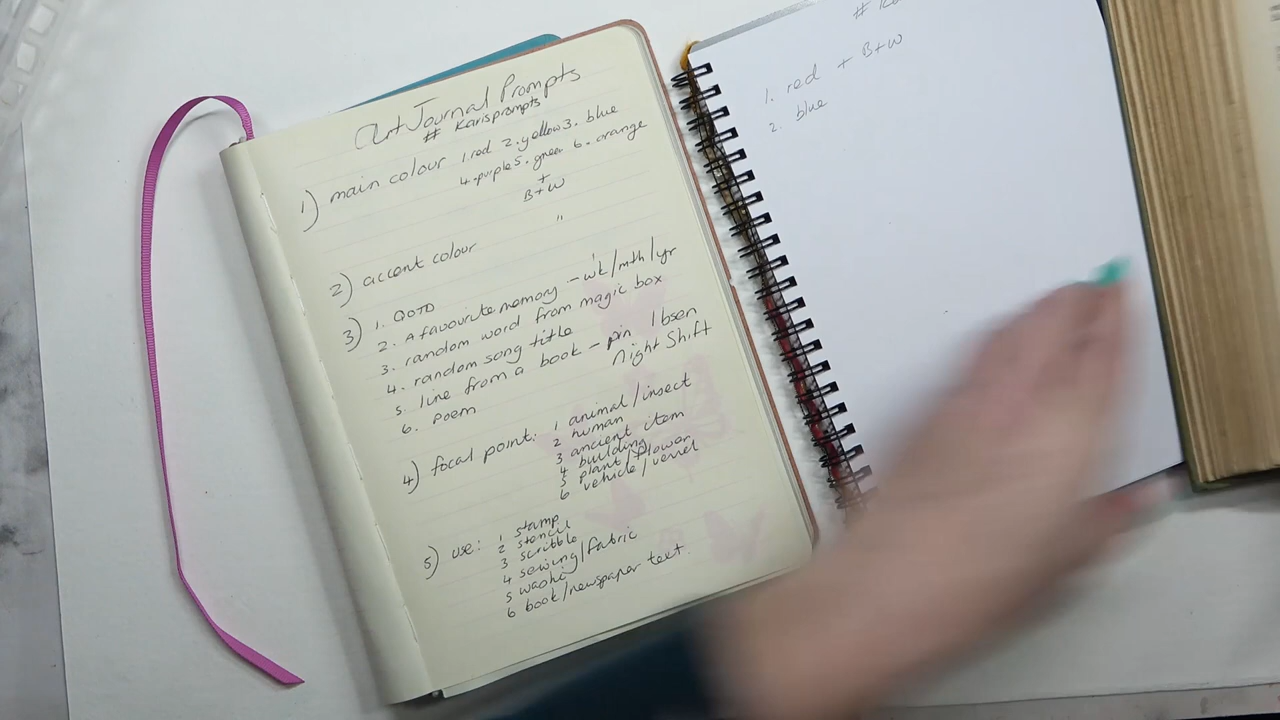 Art Journal Prompts
# Karisprompts
1) main colour 1. red 2. yellow 3. blue
4. purple 5. green 6. orange
+
B+W
2) accent colour "
3) 1. QOTD
2. A favourite memory - wk/mth/yr
3. random word from magic box
4. random song title
5. line from a book - pin Ibsen
6. Poem Night Shift
4) focal point: 1 animal/insect
2 human
3 ancient item
4 building
5 plant/flower
6 vehicle/vessel
5) use: 1 stamp
2 stencil
3 scribble
4 sewing/fabric
5 washi
6 book/newspaper text.
1. red + B+W
2. blue